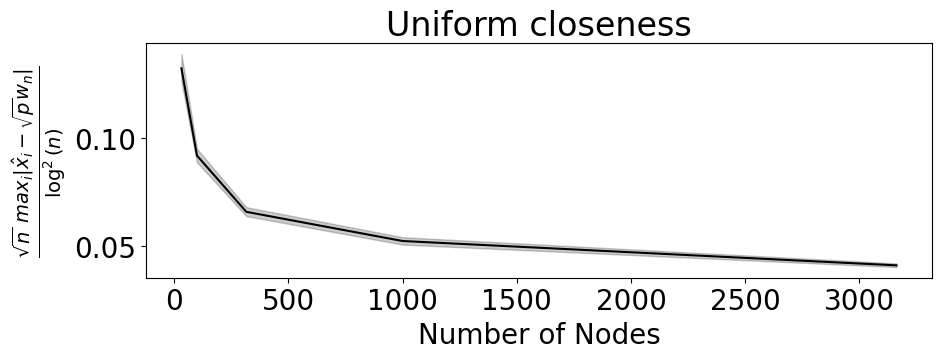 Uniform closeness
√n max_i|x̂_i − √p w_n|
log²(n)
0.10
0.05
0 500 1000 1500 2000 2500 3000
Number of Nodes